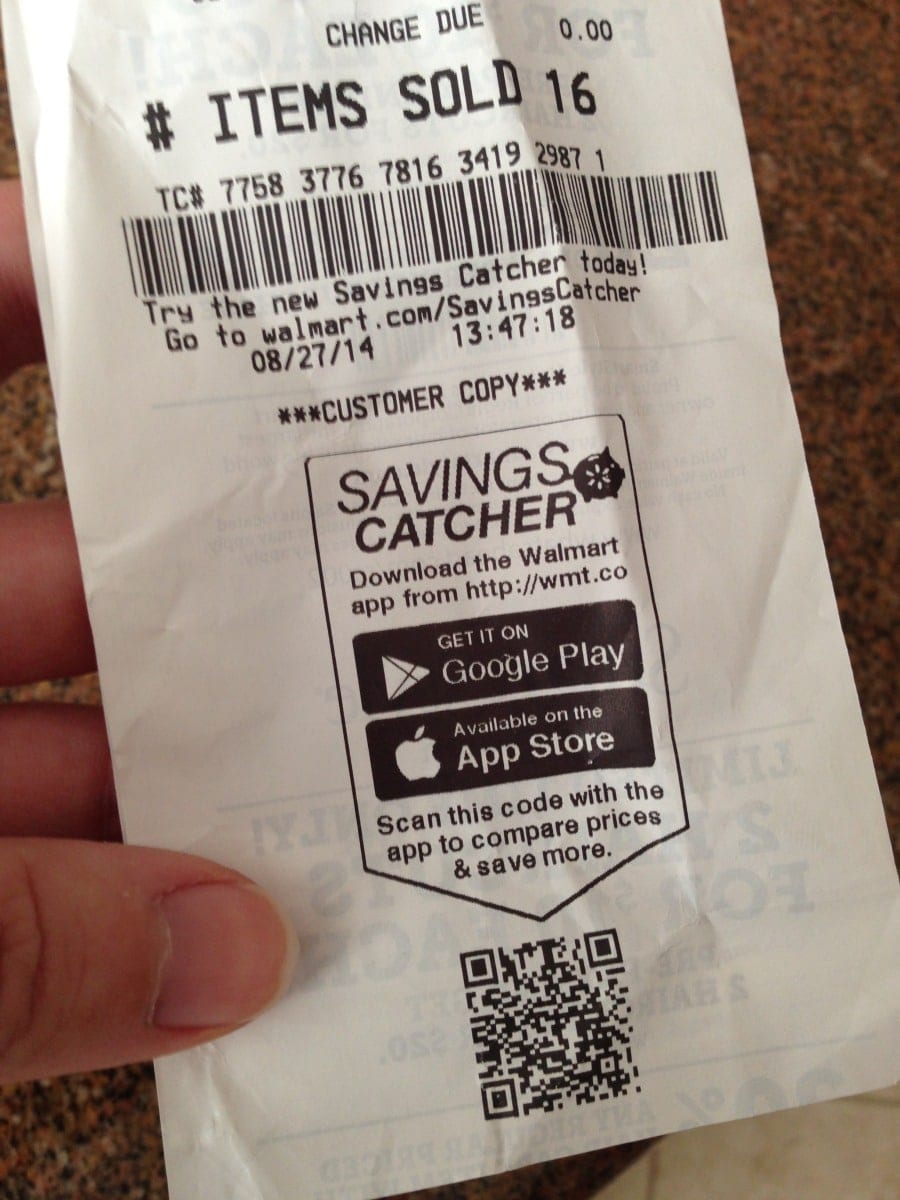 CHANGE DUE 0.00
# ITEMS SOLD 16
TC# 7758 3776 7816 3419 2987 1
Try the new Savings Catcher today!
Go to walmart.com/SavingsCatcher
08/27/14 13:47:18
***CUSTOMER COPY***
SAVINGS
CATCHER
Download the Walmart
app from http://wmt.co
GET IT ON
Google Play
Available on the
App Store
Scan this code with the
app to compare prices
& save more.